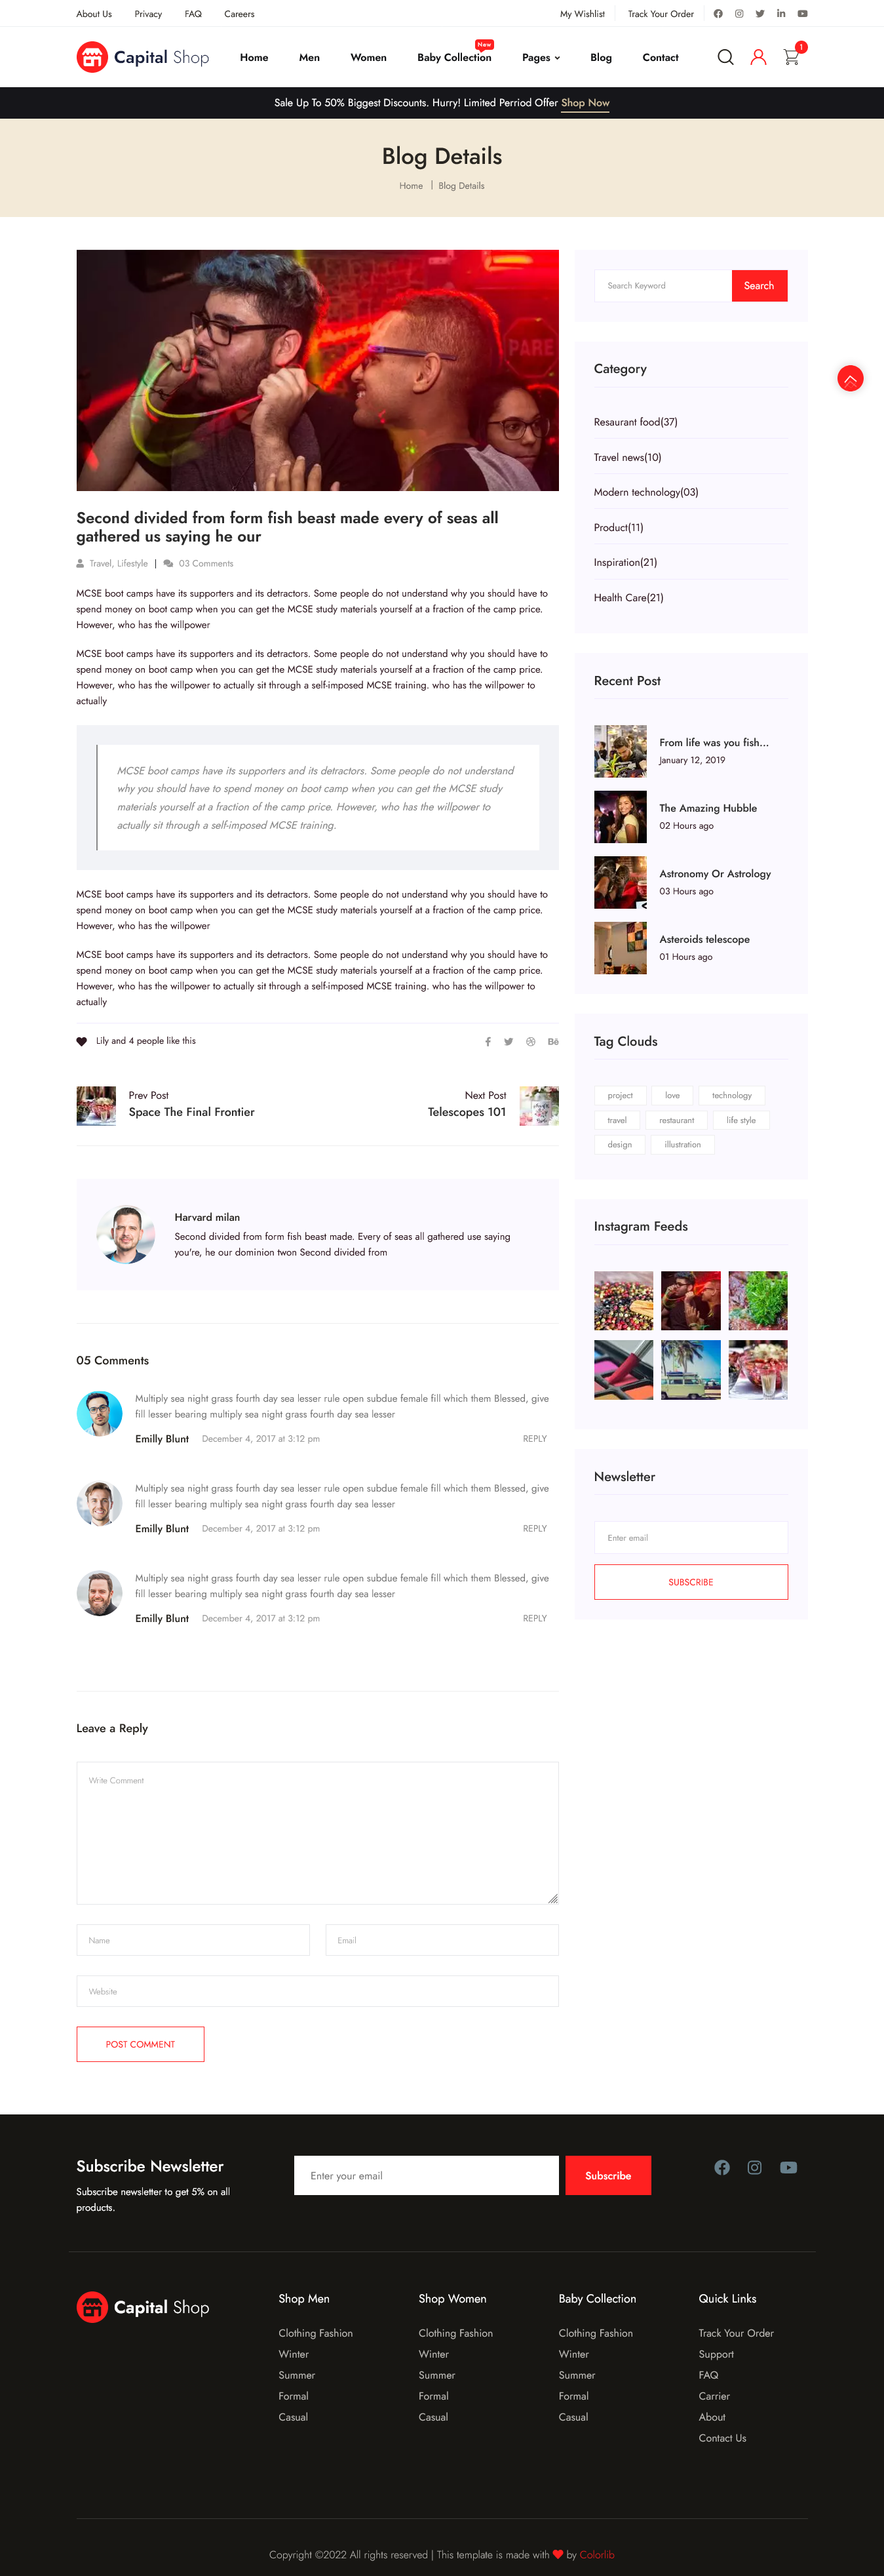 About Us Privacy FAQ Careers My Wishlist Track Your Order
Capital Shop Home Men Women Baby Collection New Pages Blog Contact 1
Sale Up To 50% Biggest Discounts. Hurry! Limited Perriod Offer Shop Now
Blog Details
Home | Blog Details
PARE
Second divided from form fish beast made every of seas all
gathered us saying he our
Travel, Lifestyle | 03 Comments
MCSE boot camps have its supporters and its detractors. Some people do not understand why you should have to
spend money on boot camp when you can get the MCSE study materials yourself at a fraction of the camp price.
However, who has the willpower
MCSE boot camps have its supporters and its detractors. Some people do not understand why you should have to
spend money on boot camp when you can get the MCSE study materials yourself at a fraction of the camp price.
However, who has the willpower to actually sit through a self-imposed MCSE training. who has the willpower to
actually
MCSE boot camps have its supporters and its detractors. Some people do not understand
why you should have to spend money on boot camp when you can get the MCSE study
materials yourself at a fraction of the camp price. However, who has the willpower to
actually sit through a self-imposed MCSE training.
MCSE boot camps have its supporters and its detractors. Some people do not understand why you should have to
spend money on boot camp when you can get the MCSE study materials yourself at a fraction of the camp price.
However, who has the willpower
MCSE boot camps have its supporters and its detractors. Some people do not understand why you should have to
spend money on boot camp when you can get the MCSE study materials yourself at a fraction of the camp price.
However, who has the willpower to actually sit through a self-imposed MCSE training. who has the willpower to
actually
Lily and 4 people like this
Prev Post
Space The Final Frontier
Next Post
Telescopes 101
Harvard milan
Second divided from form fish beast made. Every of seas all gathered use saying
you're, he our dominion twon Second divided from
05 Comments
Multiply sea night grass fourth day sea lesser rule open subdue female fill which them Blessed, give
fill lesser bearing multiply sea night grass fourth day sea lesser
Emilly Blunt December 4, 2017 at 3:12 pm REPLY
Multiply sea night grass fourth day sea lesser rule open subdue female fill which them Blessed, give
fill lesser bearing multiply sea night grass fourth day sea lesser
Emilly Blunt December 4, 2017 at 3:12 pm REPLY
Multiply sea night grass fourth day sea lesser rule open subdue female fill which them Blessed, give
fill lesser bearing multiply sea night grass fourth day sea lesser
Emilly Blunt December 4, 2017 at 3:12 pm REPLY
Leave a Reply
Write Comment
Name Email
Website
POST COMMENT
Search Keyword Search
Category
Resaurant food(37)
Travel news(10)
Modern technology(03)
Product(11)
Inspiration(21)
Health Care(21)
Recent Post
From life was you fish...
January 12, 2019
The Amazing Hubble
02 Hours ago
Astronomy Or Astrology
03 Hours ago
Asteroids telescope
01 Hours ago
Tag Clouds
project love technology
travel restaurant life style
design illustration
Instagram Feeds
Newsletter
Enter email
SUBSCRIBE
Subscribe Newsletter
Subscribe newsletter to get 5% on all
products.
Enter your email Subscribe
Capital Shop
Shop Men
Clothing Fashion
Winter
Summer
Formal
Casual
Shop Women
Clothing Fashion
Winter
Summer
Formal
Casual
Baby Collection
Clothing Fashion
Winter
Summer
Formal
Casual
Quick Links
Track Your Order
Support
FAQ
Carrier
About
Contact Us
Copyright ©2022 All rights reserved | This template is made with ♥ by Colorlib